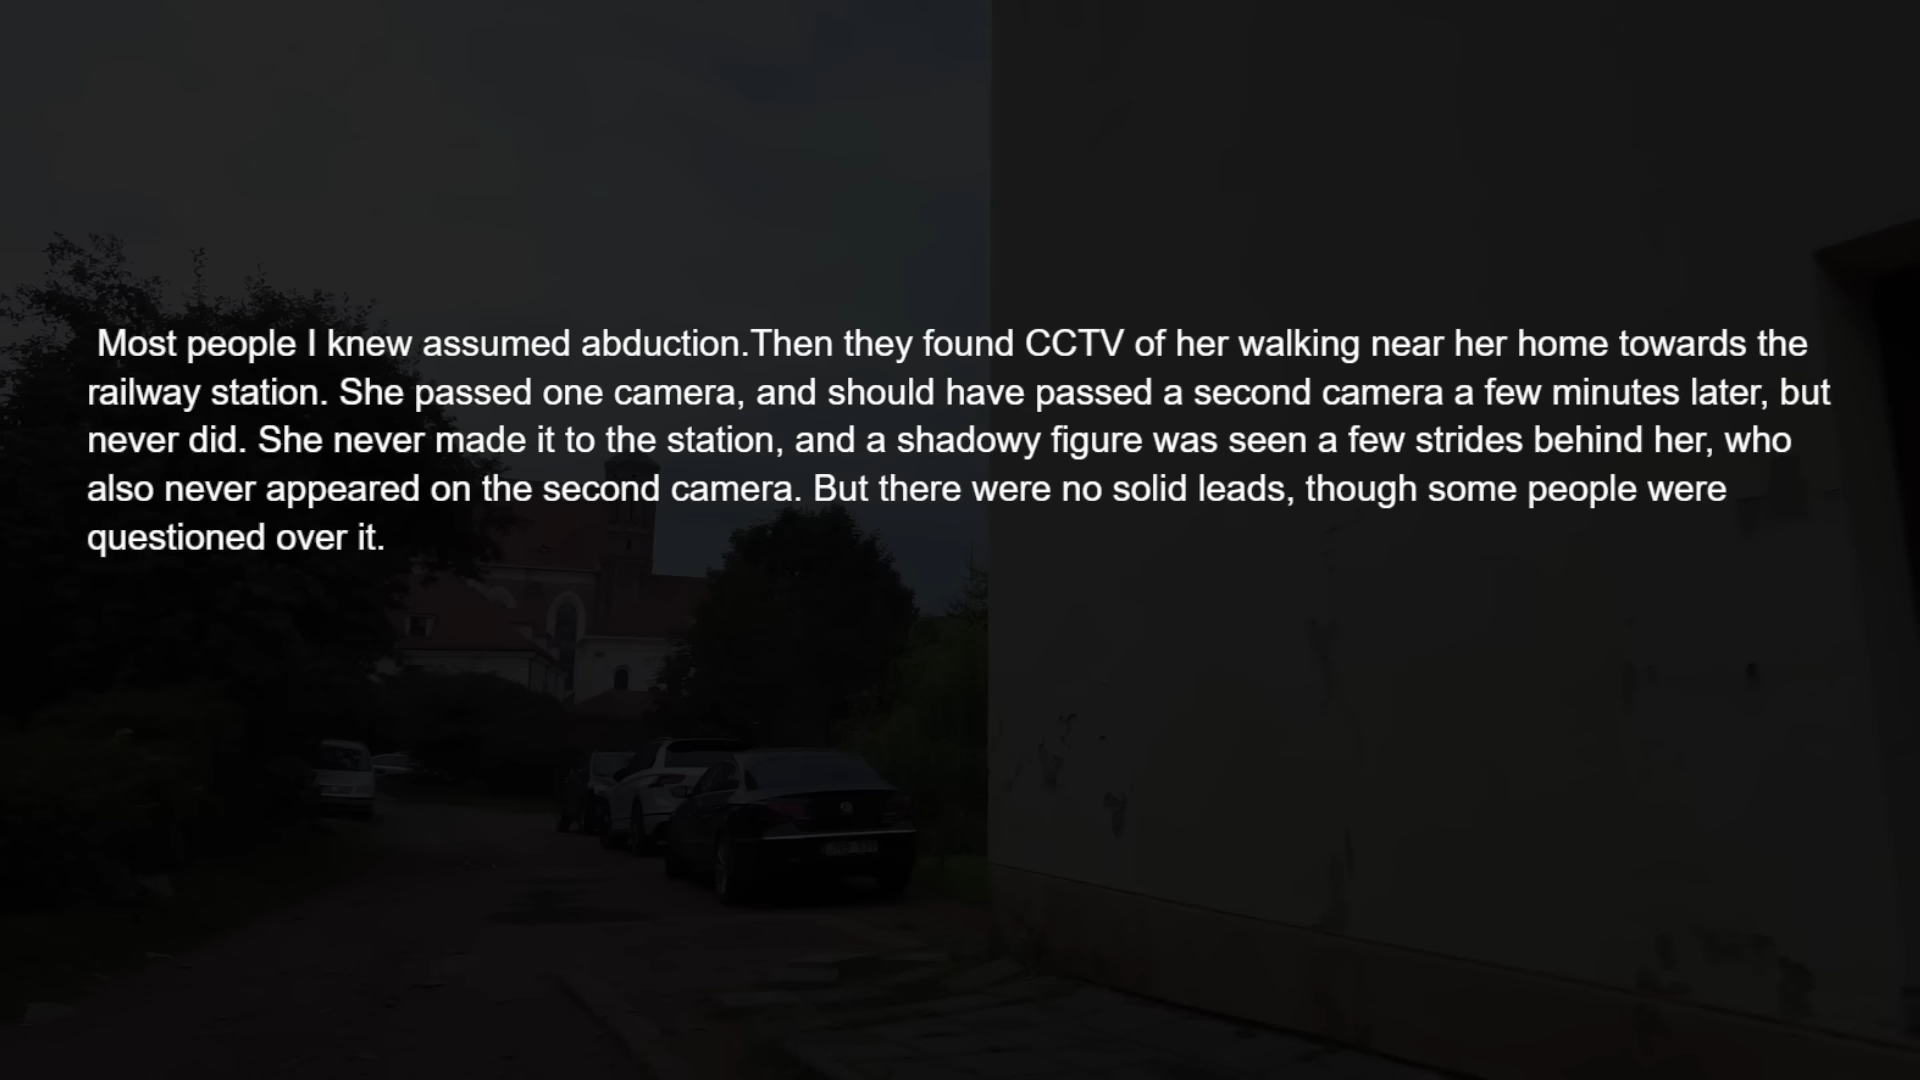 Most people I knew assumed abduction.Then they found CCTV of her walking near her home towards the
railway station. She passed one camera, and should have passed a second camera a few minutes later, but
never did. She never made it to the station, and a shadowy figure was seen a few strides behind her, who
also never appeared on the second camera. But there were no solid leads, though some people were
questioned over it.